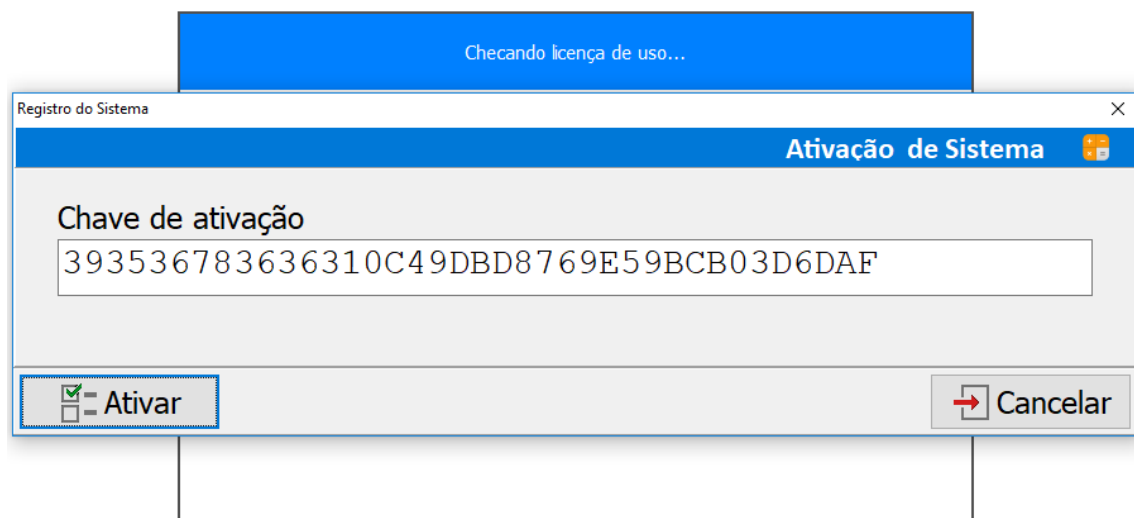 Checando licença de uso...
Registro do Sistema
Ativação de Sistema
Chave de ativação
393536783636310C49DBD8769E59BCB03D6DAF
Ativar
Cancelar